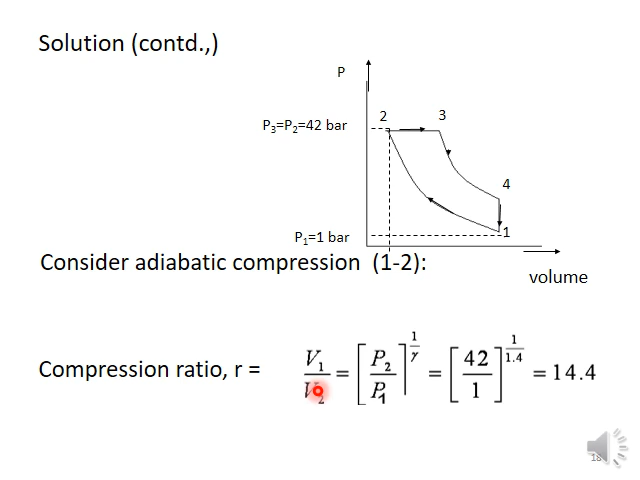 Solution (contd.,)
P
2
3
P₃=P₂=42 bar
4
P₁=1 bar
1
Consider adiabatic compression (1-2):
volume
Compression ratio, r = V₁/V₂ = [P₂/P₁]^(1/γ) = [42/1]^(1/1.4) = 14.4
18